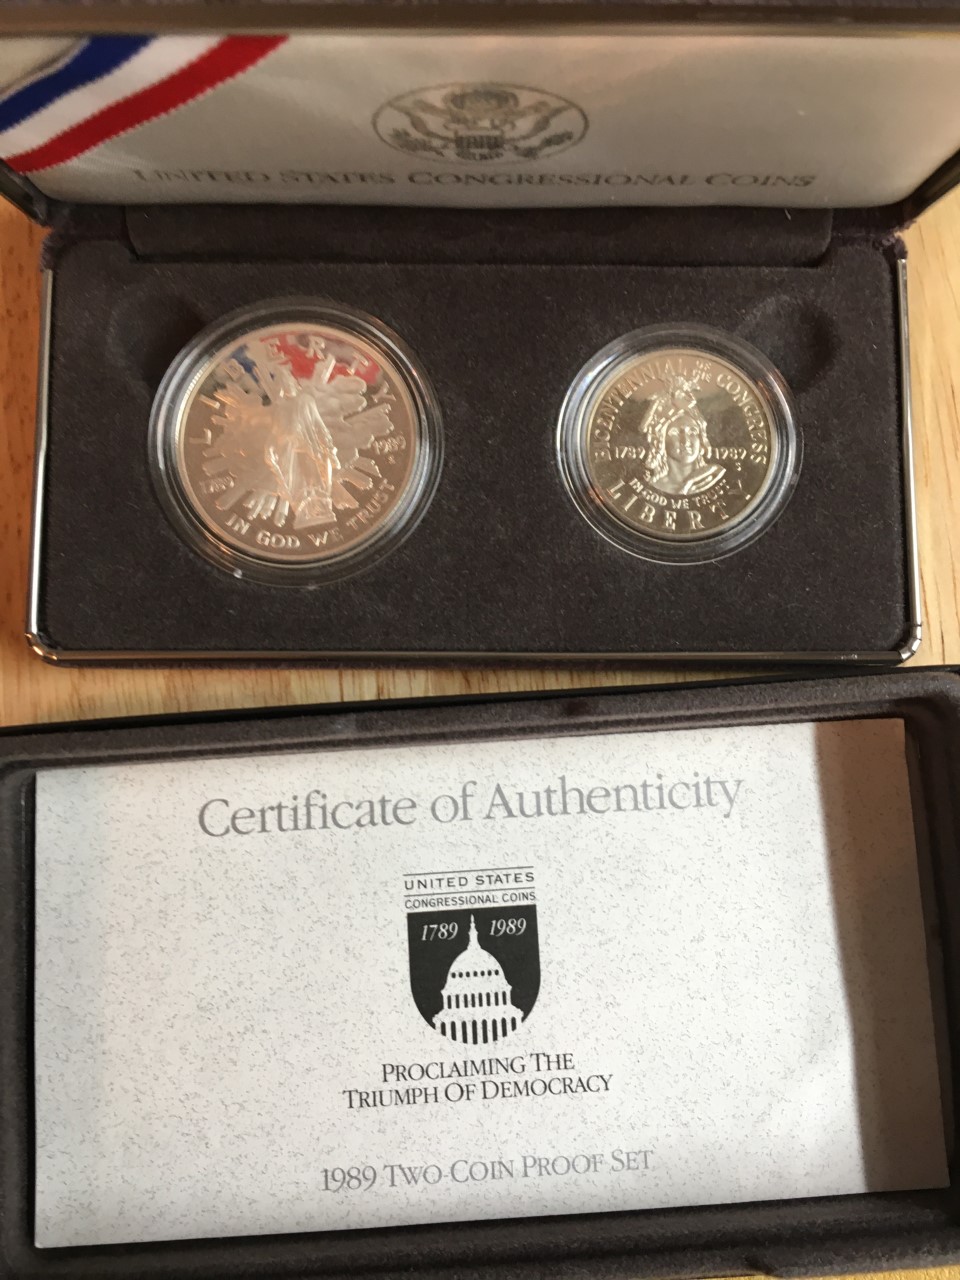 UNITED STATES CONGRESSIONAL COINS
LIBERTY
1789 1989
IN GOD WE TRUST
BICENTENNIAL OF THE CONGRESS
1789 1989
S
IN GOD WE TRUST
LIBERTY
Certificate of Authenticity
UNITED STATES
CONGRESSIONAL COINS
1789 1989
PROCLAIMING THE
TRIUMPH OF DEMOCRACY
1989 TWO-COIN PROOF SET